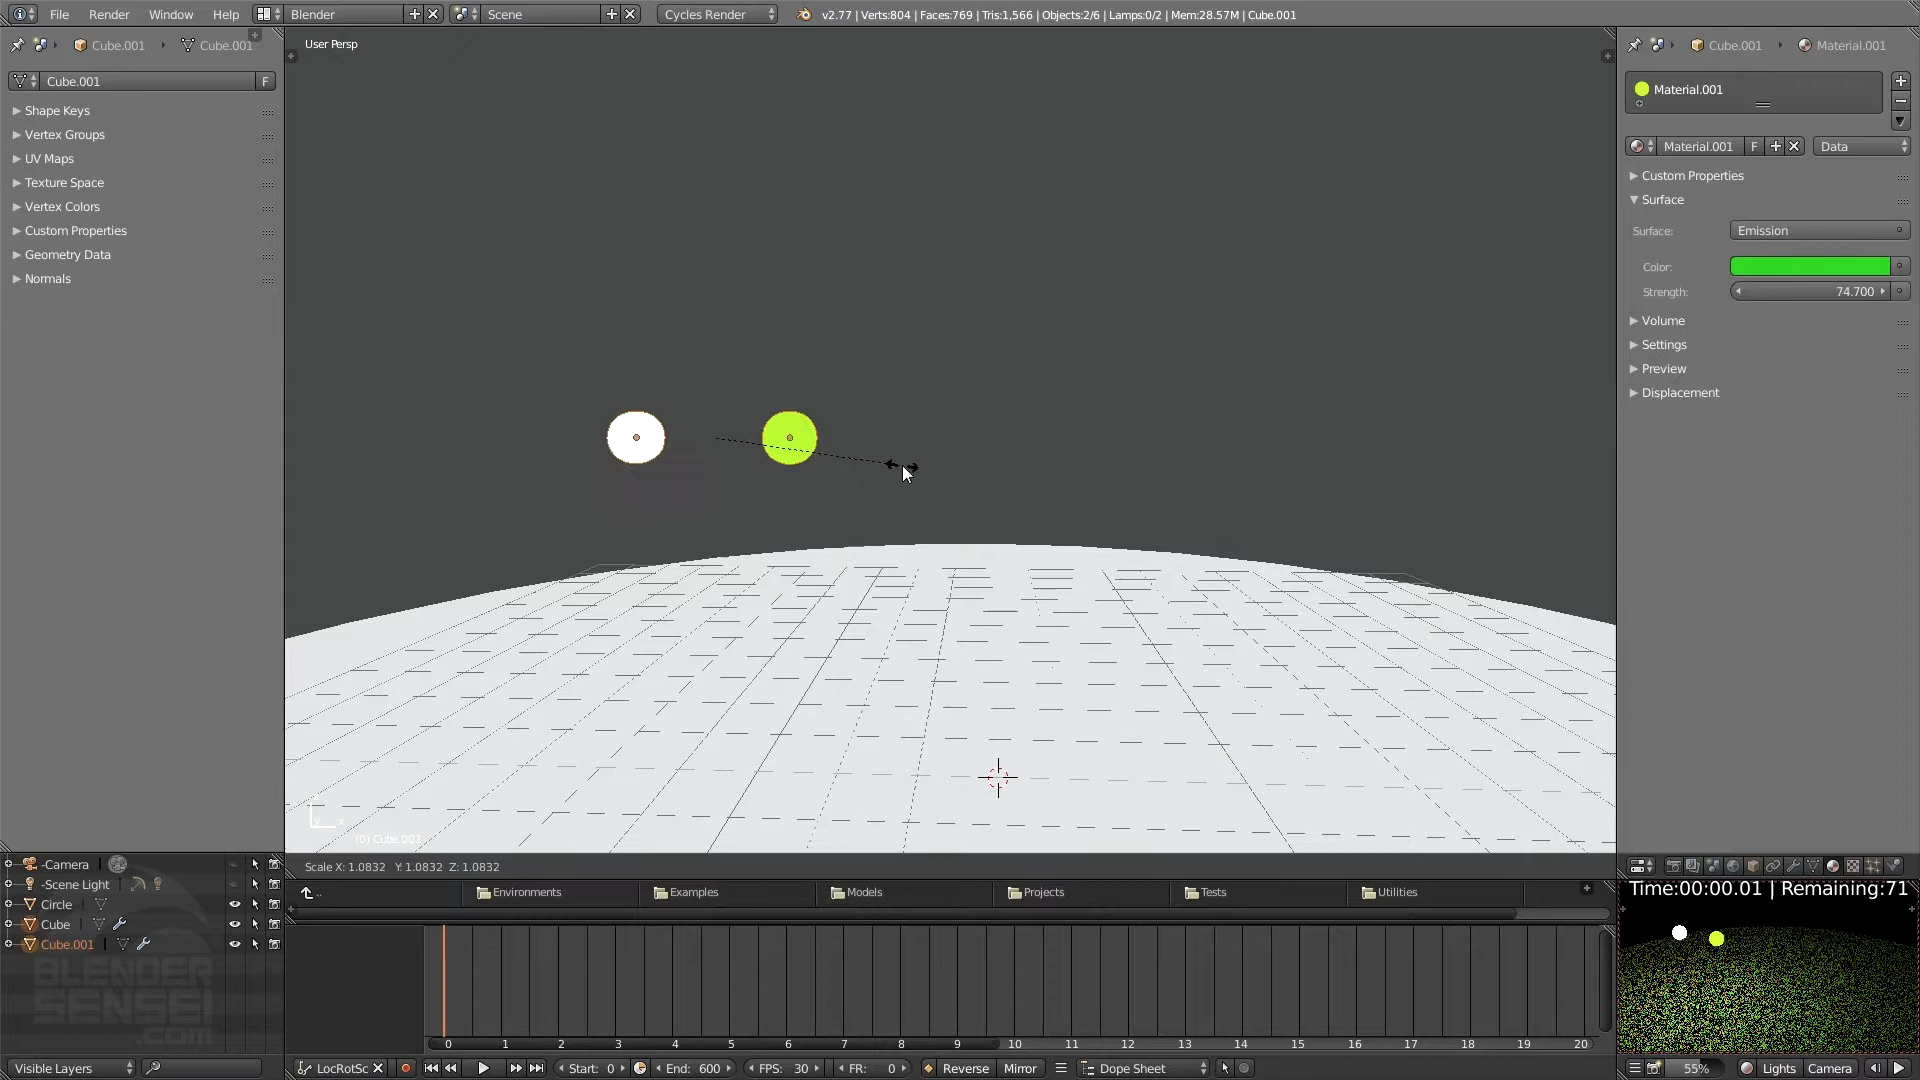 File Render Window Help Blender Scene Cycles Render v2.77 | Verts:804 | Faces:769 | Tris:1,566 | Objects:2/6 | Lamps:0/2 | Mem:28.57M | Cube.001
Cube.001 Cube.001
Cube.001 F
Shape Keys
Vertex Groups
UV Maps
Texture Space
Vertex Colors
Custom Properties
Geometry Data
Normals
User Persp
(0) Cube.001
Scale X: 1.0832 Y: 1.0832 Z: 1.0832
Cube.001 Material.001
Material.001
Material.001 F Data
Custom Properties
Surface
Surface: Emission
Color:
Strength: 74.700
Volume
Settings
Preview
Displacement
-Camera
-Scene Light
Circle
Cube
Cube.001
BLENDER
SENSEI
.com
Visible Layers
.. Environments Examples Models Projects Tests Utilities
0 1 2 3 4 5 6 7 8 9 10 11 12 13 14 15 16 17 18 19 20
LocRotSc Start: 0 End: 600 FPS: 30 FR: 0 Reverse Mirror Dope Sheet
Time:00:00.01 | Remaining:71
55% Lights Camera